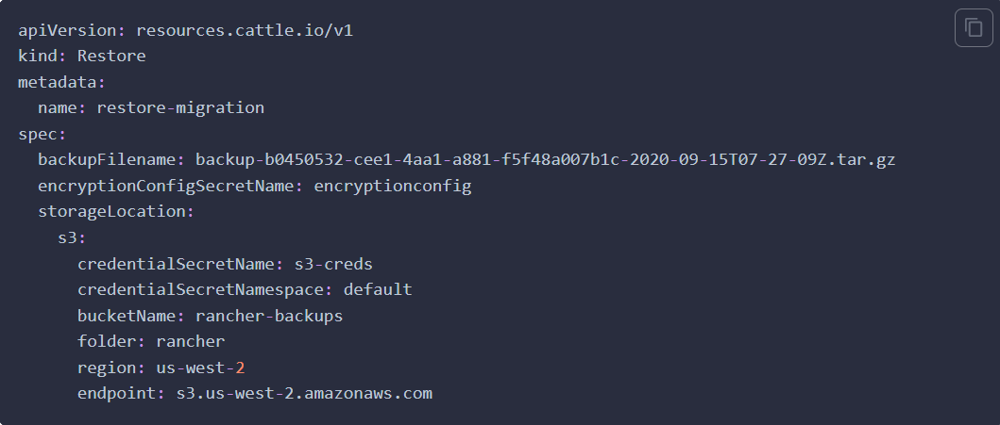 apiVersion: resources.cattle.io/v1
kind: Restore
metadata:
  name: restore-migration
spec:
  backupFilename: backup-b0450532-cee1-4aa1-a881-f5f48a007b1c-2020-09-15T07-27-09Z.tar.gz
  encryptionConfigSecretName: encryptionconfig
  storageLocation:
    s3:
      credentialSecretName: s3-creds
      credentialSecretNamespace: default
      bucketName: rancher-backups
      folder: rancher
      region: us-west-2
      endpoint: s3.us-west-2.amazonaws.com